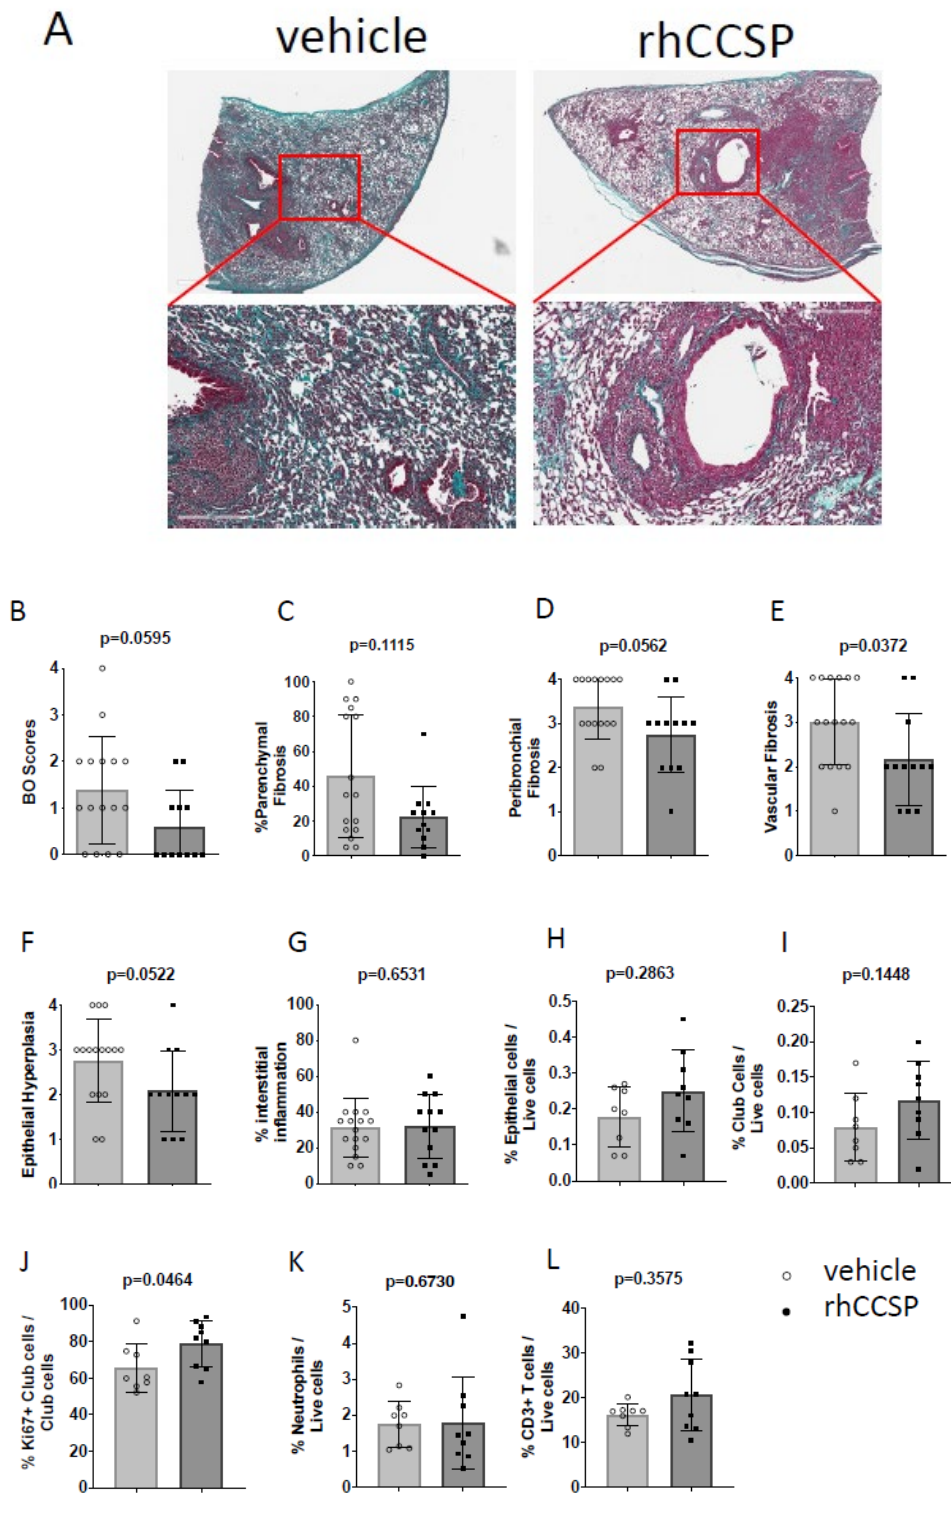 A
vehicle
rhCCSP
B
p=0.0595
BO Scores
4
3
2
1
0
C
p=0.1115
%Parenchymal
Fibrosis
100
80
60
40
20
0
D
p=0.0562
Peribronchial
Fibrosis
4
3
2
1
0
E
p=0.0372
Vascular Fibrosis
4
3
2
1
0
F
p=0.0522
Epithelial Hyperplasia
4
3
2
1
0
G
p=0.6531
% interstitial
inflammation
100
80
60
40
20
0
H
p=0.2863
% Epithelial cells /
Live cells
0.5
0.4
0.3
0.2
0.1
0.0
I
p=0.1448
% Club Cells /
Live cells
0.25
0.20
0.15
0.10
0.05
0.00
J
p=0.0464
% Ki67+ Club cells /
Club cells
100
80
60
40
20
0
K
p=0.6730
% Neutrophils /
Live cells
5
4
3
2
1
0
L
p=0.3575
% CD3+ T cells /
Live cells
40
30
20
10
0
vehicle
rhCCSP